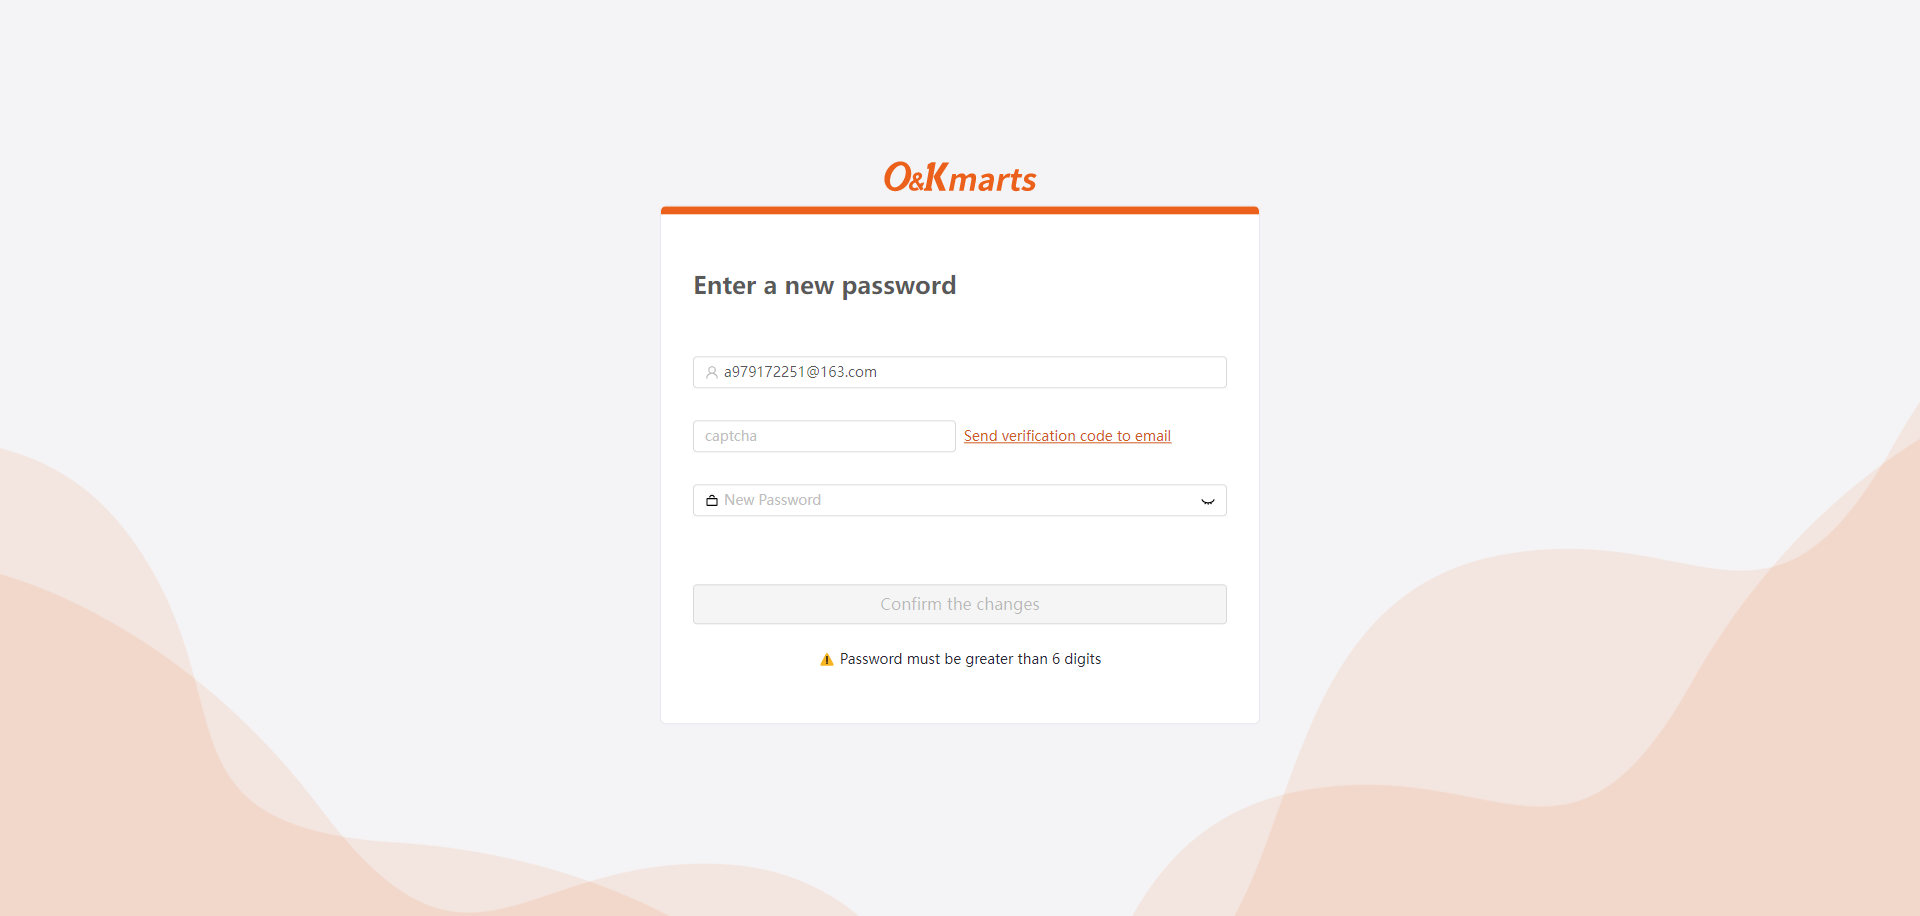 O&Kmarts
Enter a new password
a979172251@163.com
captcha Send verification code to email
New Password
Confirm the changes
Password must be greater than 6 digits